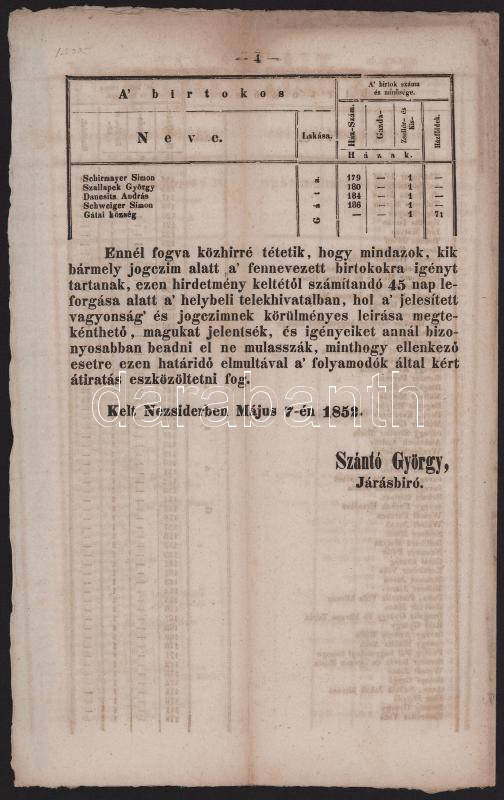 — 4 —
A' birtokos
A' birtok száma
és minősége.
Neve.
Lakása.
Ház-Szám.
Gazda-
Zsellér- és
Kis-
Házföldek.
Házak.
Gáta.
Schirmayer Simon 179 — 1 —
Szallapek György 180 — 1 —
Dancsits András 184 — 1 —
Schweiger Simon 186 — 1 —
Gátai község — — 1 71
Ennél fogva közhirré tétetik, hogy mindazok, kik
bármely jogczim alatt a' fennevezett birtokokra igényt
tartanak, ezen hirdetmény keltétől számítandó 45 nap le-
forgása alatt a' helybeli telekhivatalban, hol a' jelesített
vagyonság' és jogczimnek körülményes leirása megte-
kénthető, magukat jelentsék, és igényeiket annál bizo-
nyosabban beadni el ne mulasszák, minthogy ellenkező
esetre ezen határidő elmultával a' folyamodók által kért
átiratás eszközöltetni fog.
Kelt Nezsiderben Május 7-én 1852.
Szántó György,
Járásbiró.
darabanth